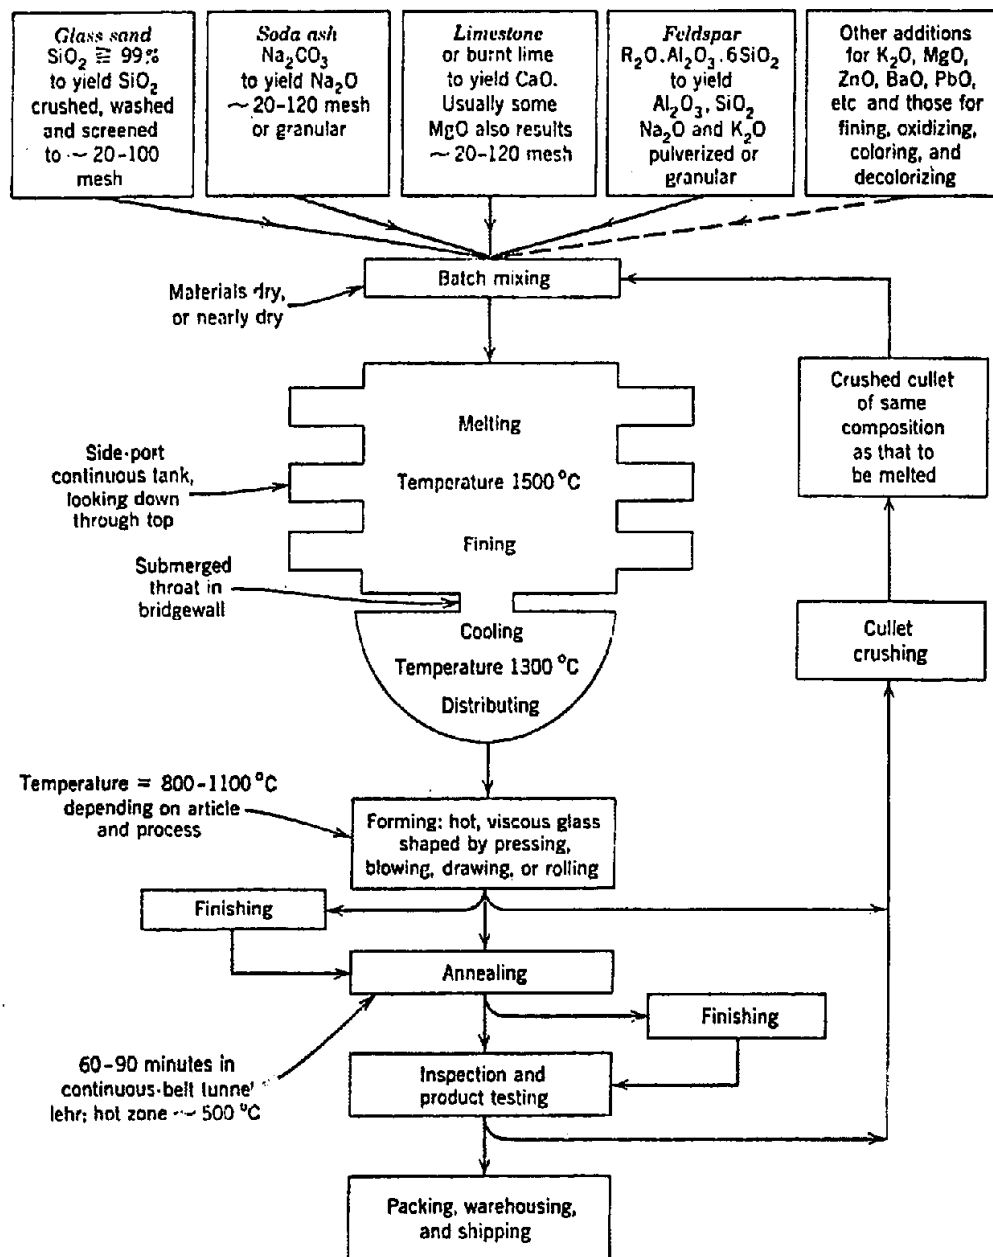 Glass sand
SiO₂ ≅ 99%
to yield SiO₂
crushed, washed
and screened
to ~ 20-100
mesh
Soda ash
Na₂CO₃
to yield Na₂O
~ 20-120 mesh
or granular
Limestone
or burnt lime
to yield CaO.
Usually some
MgO also results
~ 20-120 mesh
Feldspar
R₂O.Al₂O₃.6SiO₂
to yield
Al₂O₃, SiO₂
Na₂O and K₂O
pulverized or
granular
Other additions
for K₂O, MgO,
ZnO, BaO, PbO,
etc and those for
fining, oxidizing,
coloring, and
decolorizing
Batch mixing
Materials dry,
or nearly dry
Melting
Temperature 1500 °C
Fining
Side-port
continuous tank,
looking down
through top
Submerged
throat in
bridgewall
Cooling
Temperature 1300 °C
Distributing
Crushed cullet
of same
composition
as that to
be melted
Cullet
crushing
Temperature = 800-1100 °C
depending on article
and process
Forming: hot, viscous glass
shaped by pressing,
blowing, drawing, or rolling
Finishing
Annealing
Finishing
60-90 minutes in
continuous-belt tunnel
lehr; hot zone ~ 500 °C
Inspection and
product testing
Packing, warehousing,
and shipping